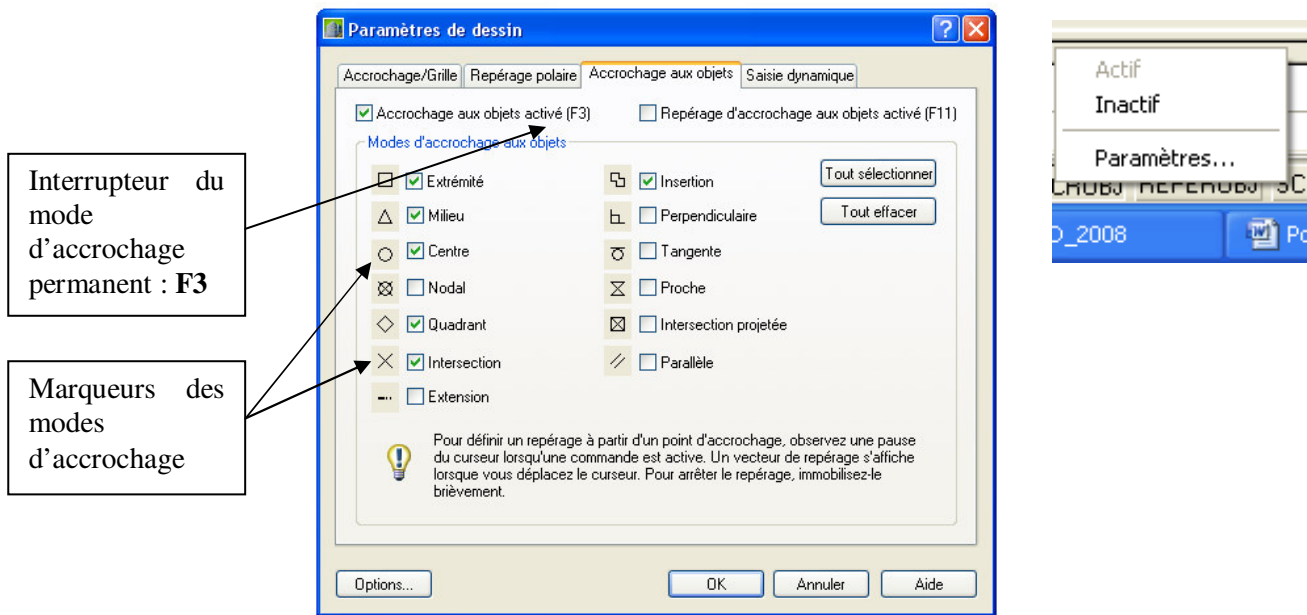 Paramètres de dessin
Accrochage/Grille Repérage polaire Accrochage aux objets Saisie dynamique
Accrochage aux objets activé (F3) Repérage d'accrochage aux objets activé (F11)
Modes d'accrochage aux objets
Extrémité Insertion Tout sélectionner
Milieu Perpendiculaire Tout effacer
Centre Tangente
Nodal Proche
Quadrant Intersection projetée
Intersection Parallèle
Extension
Pour définir un repérage à partir d'un point d'accrochage, observez une pause
du curseur lorsqu'une commande est active. Un vecteur de repérage s'affiche
lorsque vous déplacez le curseur. Pour arrêter le repérage, immobilisez-le
brièvement.
Options... OK Annuler Aide
Interrupteur du
mode
d’accrochage
permanent : F3
Marqueurs des
modes
d’accrochage
Actif
Inactif
Paramètres...
D_2008 Po